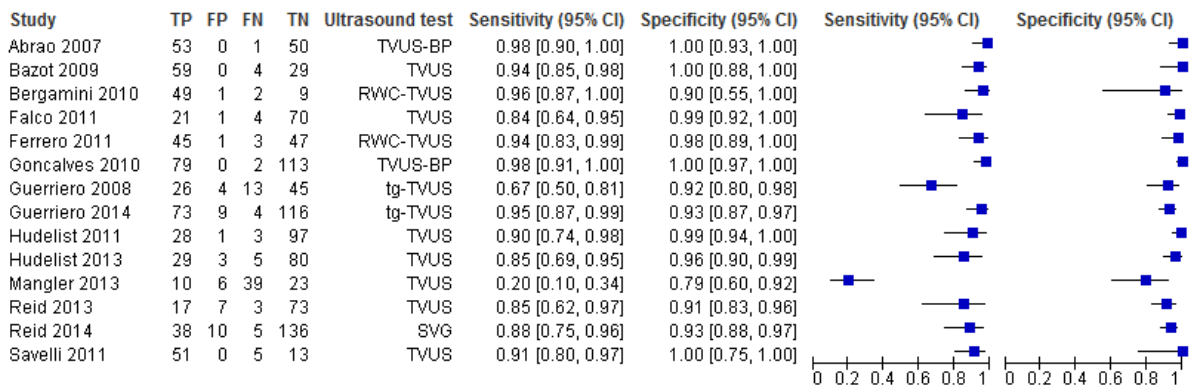 Study TP FP FN TN Ultrasound test Sensitivity (95% CI) Specificity (95% CI) Sensitivity (95% CI) Specificity (95% CI)
Abrao 2007 53 0 1 50 TVUS-BP 0.98 [0.90, 1.00] 1.00 [0.93, 1.00]
Bazot 2009 59 0 4 29 TVUS 0.94 [0.85, 0.98] 1.00 [0.88, 1.00]
Bergamini 2010 49 1 2 9 RWC-TVUS 0.96 [0.87, 1.00] 0.90 [0.55, 1.00]
Falco 2011 21 1 4 70 TVUS 0.84 [0.64, 0.95] 0.99 [0.92, 1.00]
Ferrero 2011 45 1 3 47 RWC-TVUS 0.94 [0.83, 0.99] 0.98 [0.89, 1.00]
Goncalves 2010 79 0 2 113 TVUS-BP 0.98 [0.91, 1.00] 1.00 [0.97, 1.00]
Guerriero 2008 26 4 13 45 tg-TVUS 0.67 [0.50, 0.81] 0.92 [0.80, 0.98]
Guerriero 2014 73 9 4 116 tg-TVUS 0.95 [0.87, 0.99] 0.93 [0.87, 0.97]
Hudelist 2011 28 1 3 97 TVUS 0.90 [0.74, 0.98] 0.99 [0.94, 1.00]
Hudelist 2013 29 3 5 80 TVUS 0.85 [0.69, 0.95] 0.96 [0.90, 0.99]
Mangler 2013 10 6 39 23 TVUS 0.20 [0.10, 0.34] 0.79 [0.60, 0.92]
Reid 2013 17 7 3 73 TVUS 0.85 [0.62, 0.97] 0.91 [0.83, 0.96]
Reid 2014 38 10 5 136 SVG 0.88 [0.75, 0.96] 0.93 [0.88, 0.97]
Savelli 2011 51 0 5 13 TVUS 0.91 [0.80, 0.97] 1.00 [0.75, 1.00]
0 0.2 0.4 0.6 0.8 1 0 0.2 0.4 0.6 0.8 1